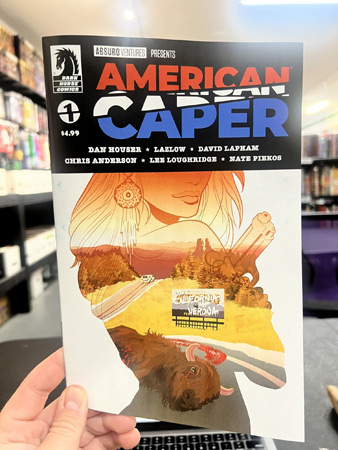 ABSURD VENTURES PRESENTS
DARK
HORSE
COMICS
1
$4.99
AMERICAN
CAPER
DAN HOUSER ★ LAZLOW ★ DAVID LAPHAM
CHRIS ANDERSON ★ LEE LOUGHRIDGE ★ NATE PIEKOS
VERDUM